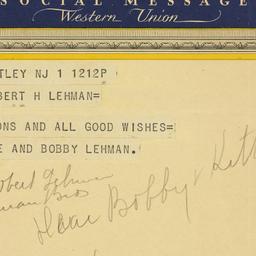 SOCIAL MESSAGE
Western Union
TLEY NJ 1 1212P
BERT H LEHMAN=
ONS AND ALL GOOD WISHES=
E AND BOBBY LEHMAN.
obert Lehman
Dear Bobby &